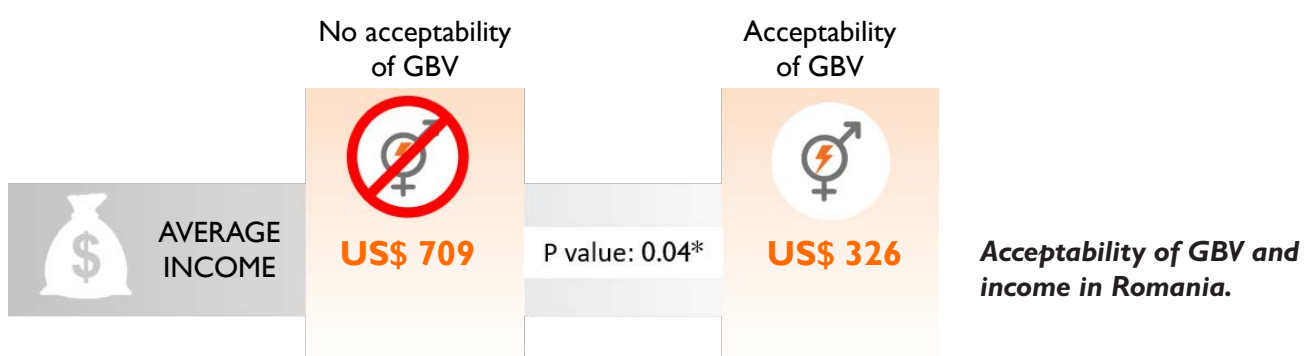 No acceptability
of GBV
Acceptability
of GBV
$
AVERAGE
INCOME
US$ 709
P value: 0.04*
US$ 326
Acceptability of GBV and
income in Romania.